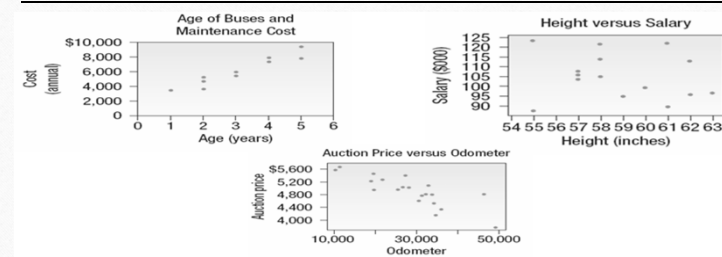 Age of Buses and
Maintenance Cost
$10,000
8,000
6,000
4,000
2,000
0
Cost
(annual)
0 1 2 3 4 5 6
Age (years)
Height versus Salary
125
120
115
110
105
100
95
90
Salary ($000)
54 55 56 57 58 59 60 61 62 63
Height (inches)
Auction Price versus Odometer
$5,600
5,200
4,800
4,400
4,000
Auction price
10,000 30,000 50,000
Odometer